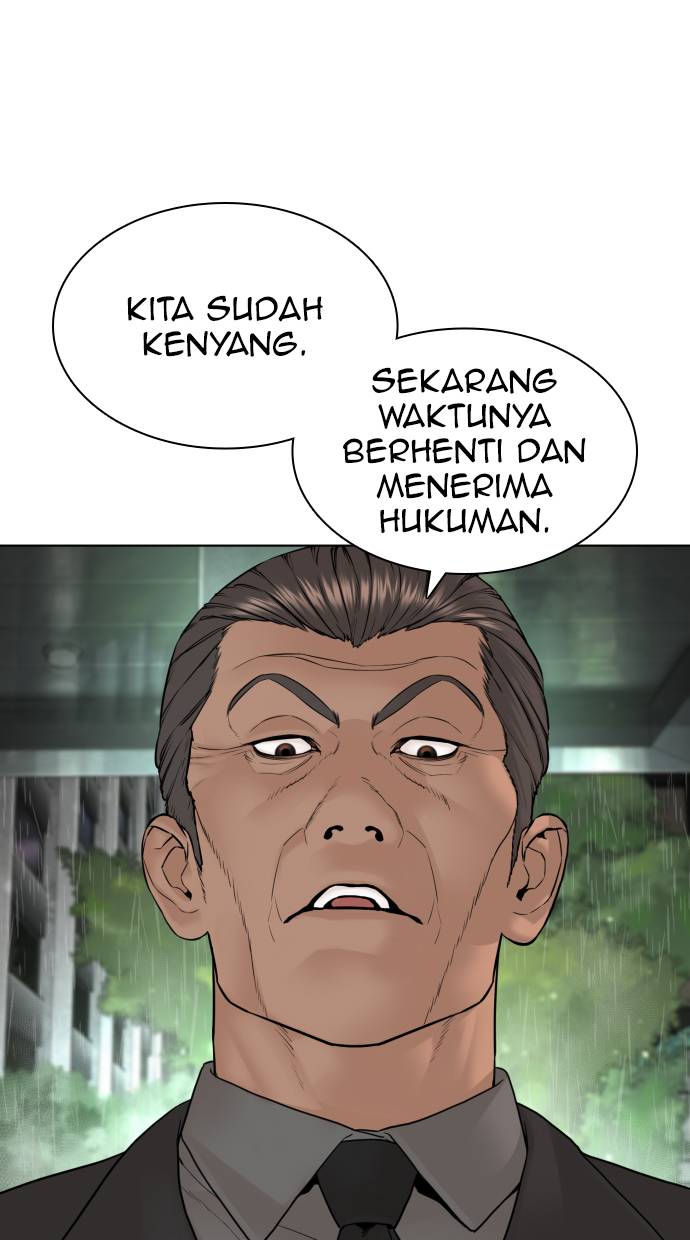 KITA SUDAH
KENYANG.
SEKARANG
WAKTUNYA
BERHENTI DAN
MENERIMA
HUKUMAN.